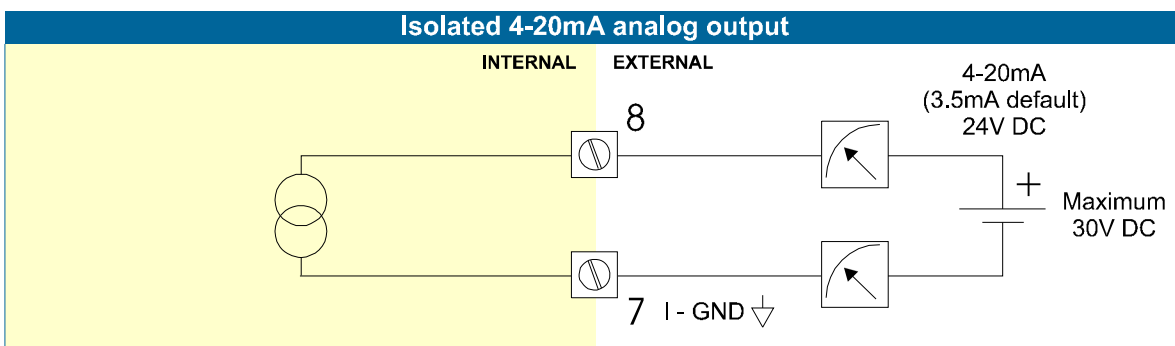 Isolated 4-20mA analog output
INTERNAL EXTERNAL
4-20mA
(3.5mA default)
24V DC
8
+
Maximum
30V DC
7 I - GND